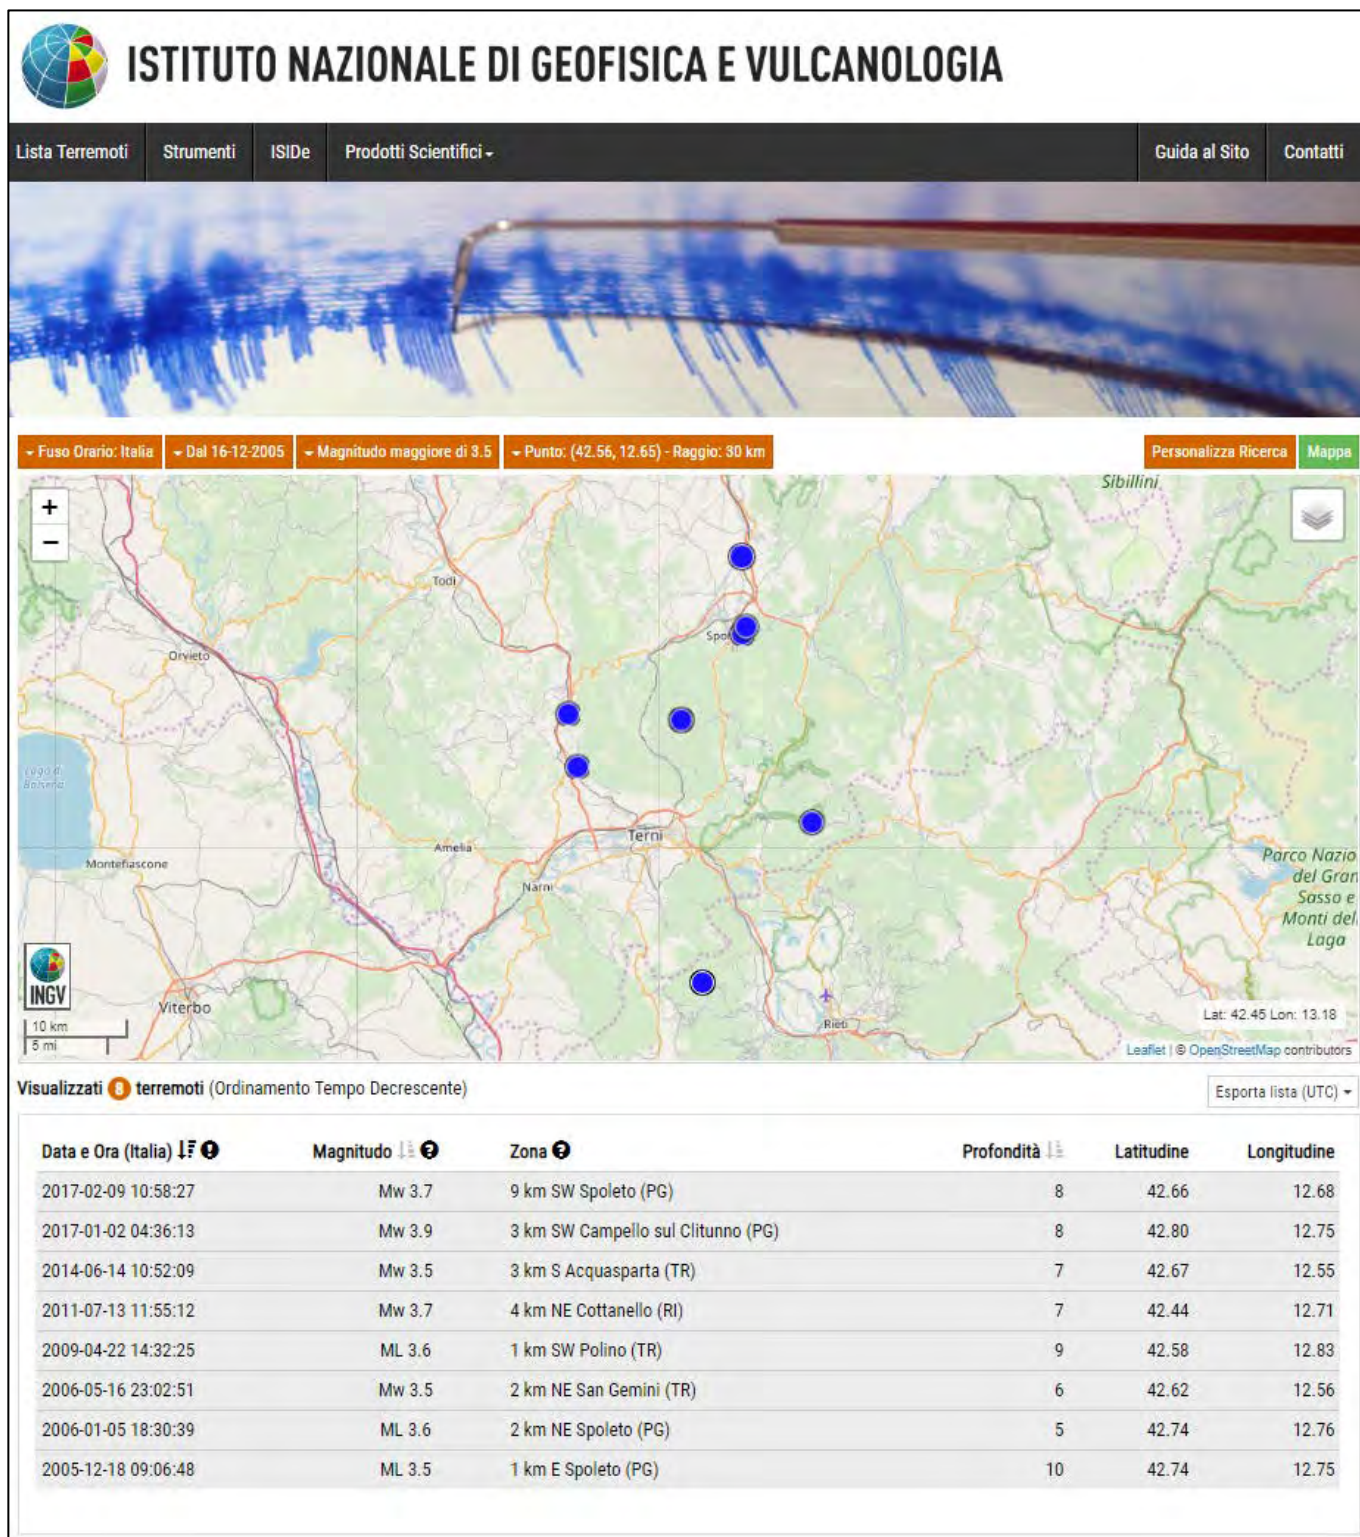 ISTITUTO NAZIONALE DI GEOFISICA E VULCANOLOGIA
Lista Terremoti Strumenti ISIDe Prodotti Scientifici Guida al Sito Contatti
Fuso Orario: Italia Dal 16-12-2005 Magnitudo maggiore di 3.5 Punto: (42.56, 12.65) - Raggio: 30 km Personalizza Ricerca Mappa
Sibillini
+
−
Todi
Orvieto
Lago di
Bolsena
Terni
Amelia
Montefiascone
Narni
Parco Nazio
del Gran
Sasso e
Monti del
Laga
INGV
Viterbo
Rieti
10 km
5 mi
Lat: 42.45 Lon: 13.18
Leaflet | © OpenStreetMap contributors
Visualizzati 8 terremoti (Ordinamento Tempo Decrescente) Esporta lista (UTC)
Data e Ora (Italia) Magnitudo Zona Profondità Latitudine Longitudine
2017-02-09 10:58:27 Mw 3.7 9 km SW Spoleto (PG) 8 42.66 12.68
2017-01-02 04:36:13 Mw 3.9 3 km SW Campello sul Clitunno (PG) 8 42.80 12.75
2014-06-14 10:52:09 Mw 3.5 3 km S Acquasparta (TR) 7 42.67 12.55
2011-07-13 11:55:12 Mw 3.7 4 km NE Cottanello (RI) 7 42.44 12.71
2009-04-22 14:32:25 ML 3.6 1 km SW Polino (TR) 9 42.58 12.83
2006-05-16 23:02:51 Mw 3.5 2 km NE San Gemini (TR) 6 42.62 12.56
2006-01-05 18:30:39 ML 3.6 2 km NE Spoleto (PG) 5 42.74 12.76
2005-12-18 09:06:48 ML 3.5 1 km E Spoleto (PG) 10 42.74 12.75